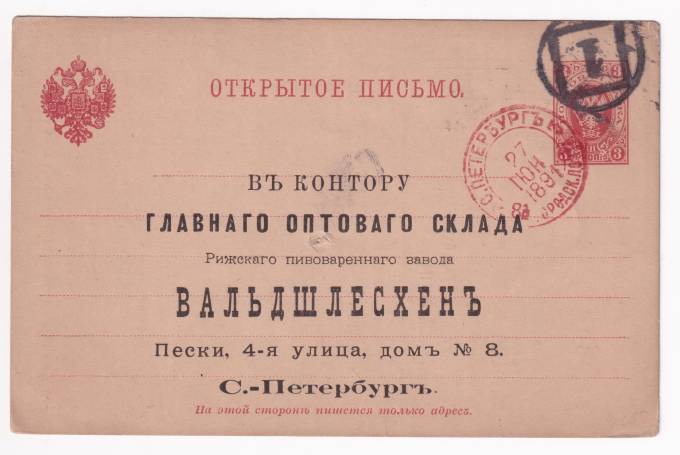 ОТКРЫТОЕ ПИСЬМО.
С.ПЕТЕРБУРГЪ
27
ІЮН
1891
3
ВЪ КОНТОРУ
ГЛАВНАГО ОПТОВАГО СКЛАДА
Рижскаго пивовареннаго завода
ВАЛЬДШЛЕСХЕНЪ
Пески, 4-я улица, домъ № 8.
С.-Петербургъ.
На этой сторонѣ пишется только адресъ.